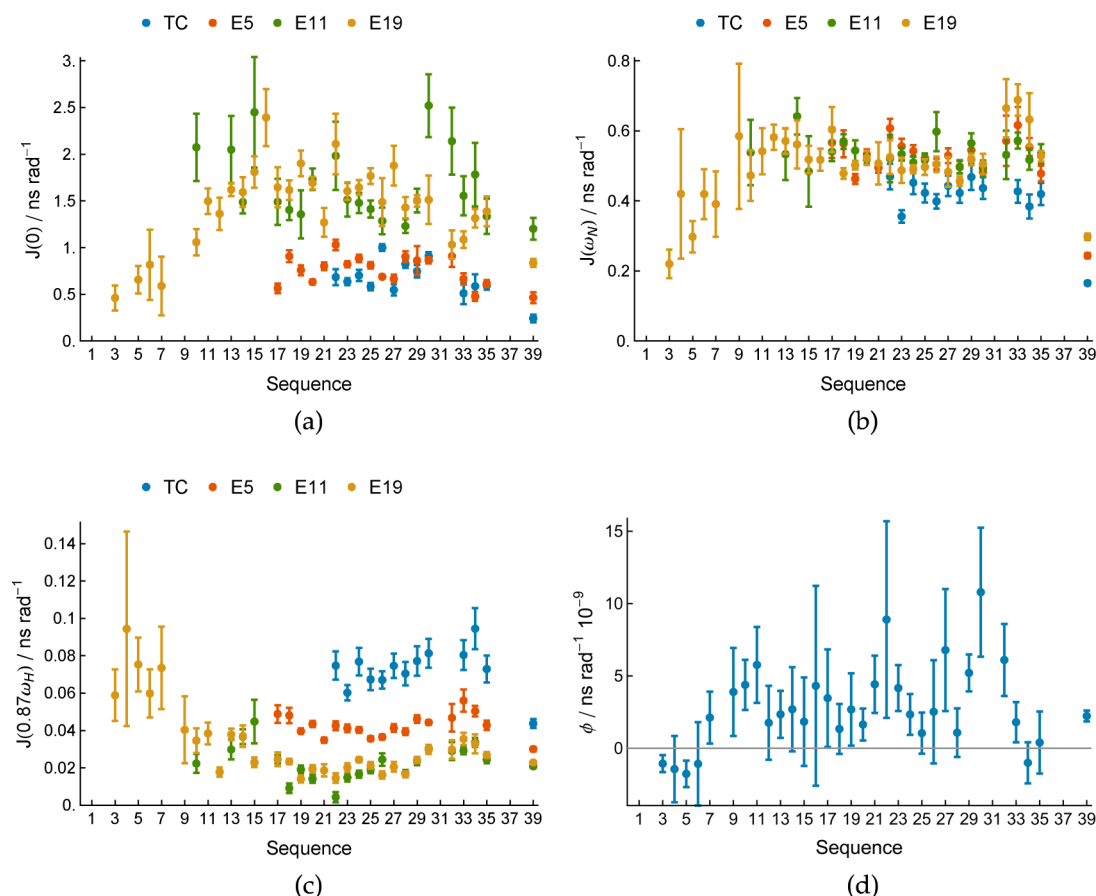 TC E5 E11 E19
J(0) / ns rad⁻¹
3.
2.5
2.
1.5
1.
0.5
0.
1 3 5 7 9 11 13 15 17 19 21 23 25 27 29 31 33 35 37 39
Sequence
(a)
TC E5 E11 E19
J(ω_N) / ns rad⁻¹
0.8
0.6
0.4
0.2
0.
1 3 5 7 9 11 13 15 17 19 21 23 25 27 29 31 33 35 37 39
Sequence
(b)
TC E5 E11 E19
J(0.87ω_H) / ns rad⁻¹
0.14
0.12
0.1
0.08
0.06
0.04
0.02
0.
1 3 5 7 9 11 13 15 17 19 21 23 25 27 29 31 33 35 37 39
Sequence
(c)
ϕ / ns rad⁻¹ 10⁻⁹
15
10
5
0
1 3 5 7 9 11 13 15 17 19 21 23 25 27 29 31 33 35 37 39
Sequence
(d)